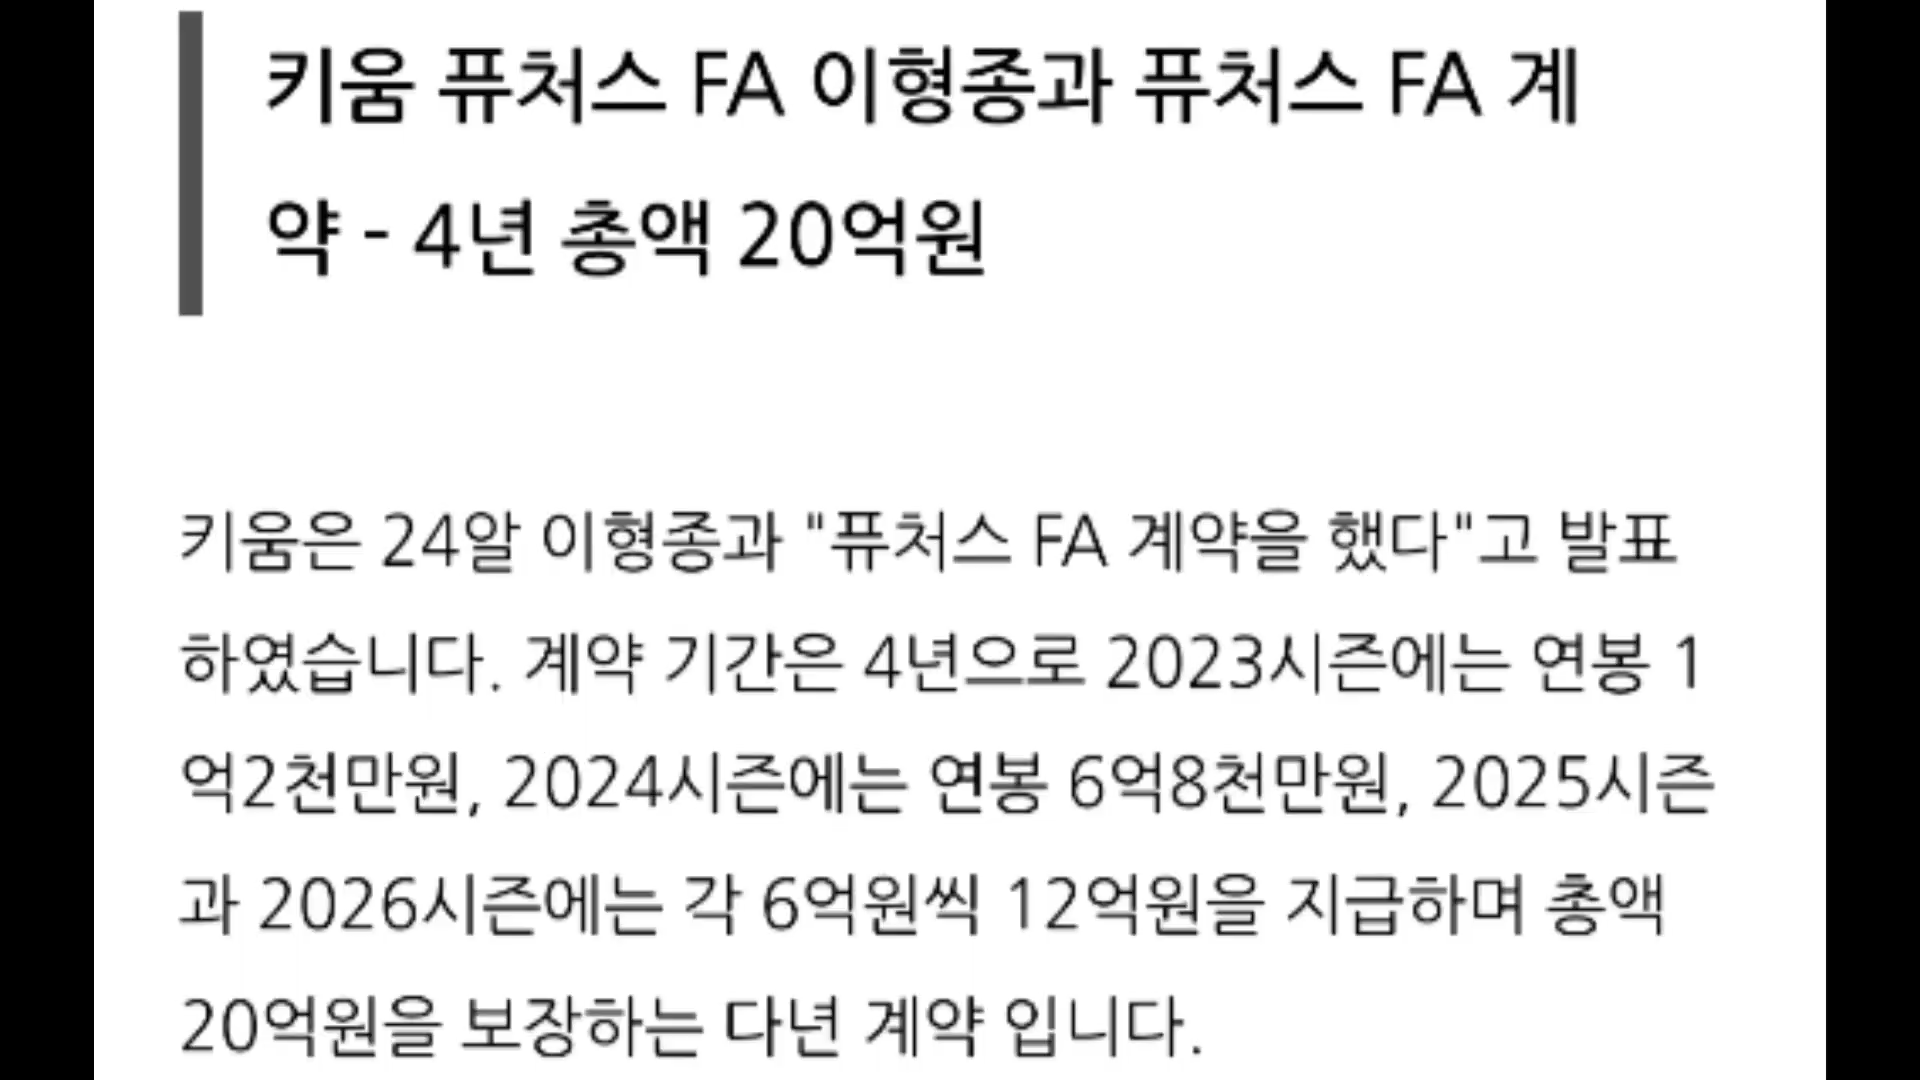 키움 퓨처스 FA 이형종과 퓨처스 FA 계
약 - 4년 총액 20억원
키움은 24알 이형종과 "퓨처스 FA 계약을 했다"고 발표
하였습니다. 계약 기간은 4년으로 2023시즌에는 연봉 1
억2천만원, 2024시즌에는 연봉 6억8천만원, 2025시즌
과 2026시즌에는 각 6억원씩 12억원을 지급하며 총액
20억원을 보장하는 다년 계약 입니다.